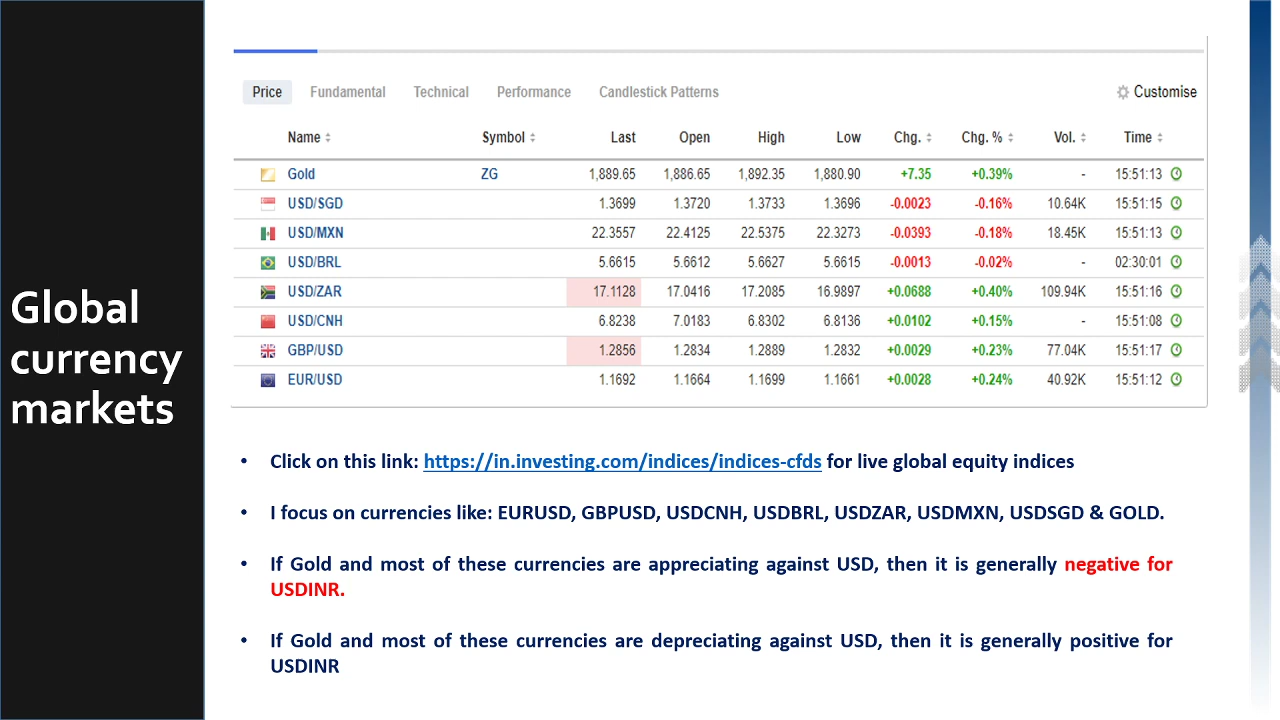 Global
currency
markets
Price Fundamental Technical Performance Candlestick Patterns Customise
Name Symbol Last Open High Low Chg. Chg. % Vol. Time
Gold ZG 1,889.65 1,886.65 1,892.35 1,880.90 +7.35 +0.39% - 15:51:13
USD/SGD 1.3699 1.3720 1.3733 1.3696 -0.0023 -0.16% 10.64K 15:51:15
USD/MXN 22.3557 22.4125 22.5375 22.3273 -0.0393 -0.18% 18.45K 15:51:13
USD/BRL 5.6615 5.6612 5.6627 5.6615 -0.0013 -0.02% 02:30:01
USD/ZAR 17.1128 17.0416 17.2085 16.9897 +0.0688 +0.40% 109.94K 15:51:16
USD/CNH 6.8238 7.0183 6.8302 6.8136 +0.0102 +0.15% - 15:51:08
GBP/USD 1.2856 1.2834 1.2889 1.2832 +0.0029 +0.23% 77.04K 15:51:17
EUR/USD 1.1692 1.1664 1.1699 1.1661 +0.0028 +0.24% 40.92K 15:51:12
• Click on this link: https://in.investing.com/indices/indices-cfds for live global equity indices
• I focus on currencies like: EURUSD, GBPUSD, USDCNH, USDBRL, USDZAR, USDMXN, USDSGD & GOLD.
• If Gold and most of these currencies are appreciating against USD, then it is generally negative for
USDINR.
• If Gold and most of these currencies are depreciating against USD, then it is generally positive for
USDINR